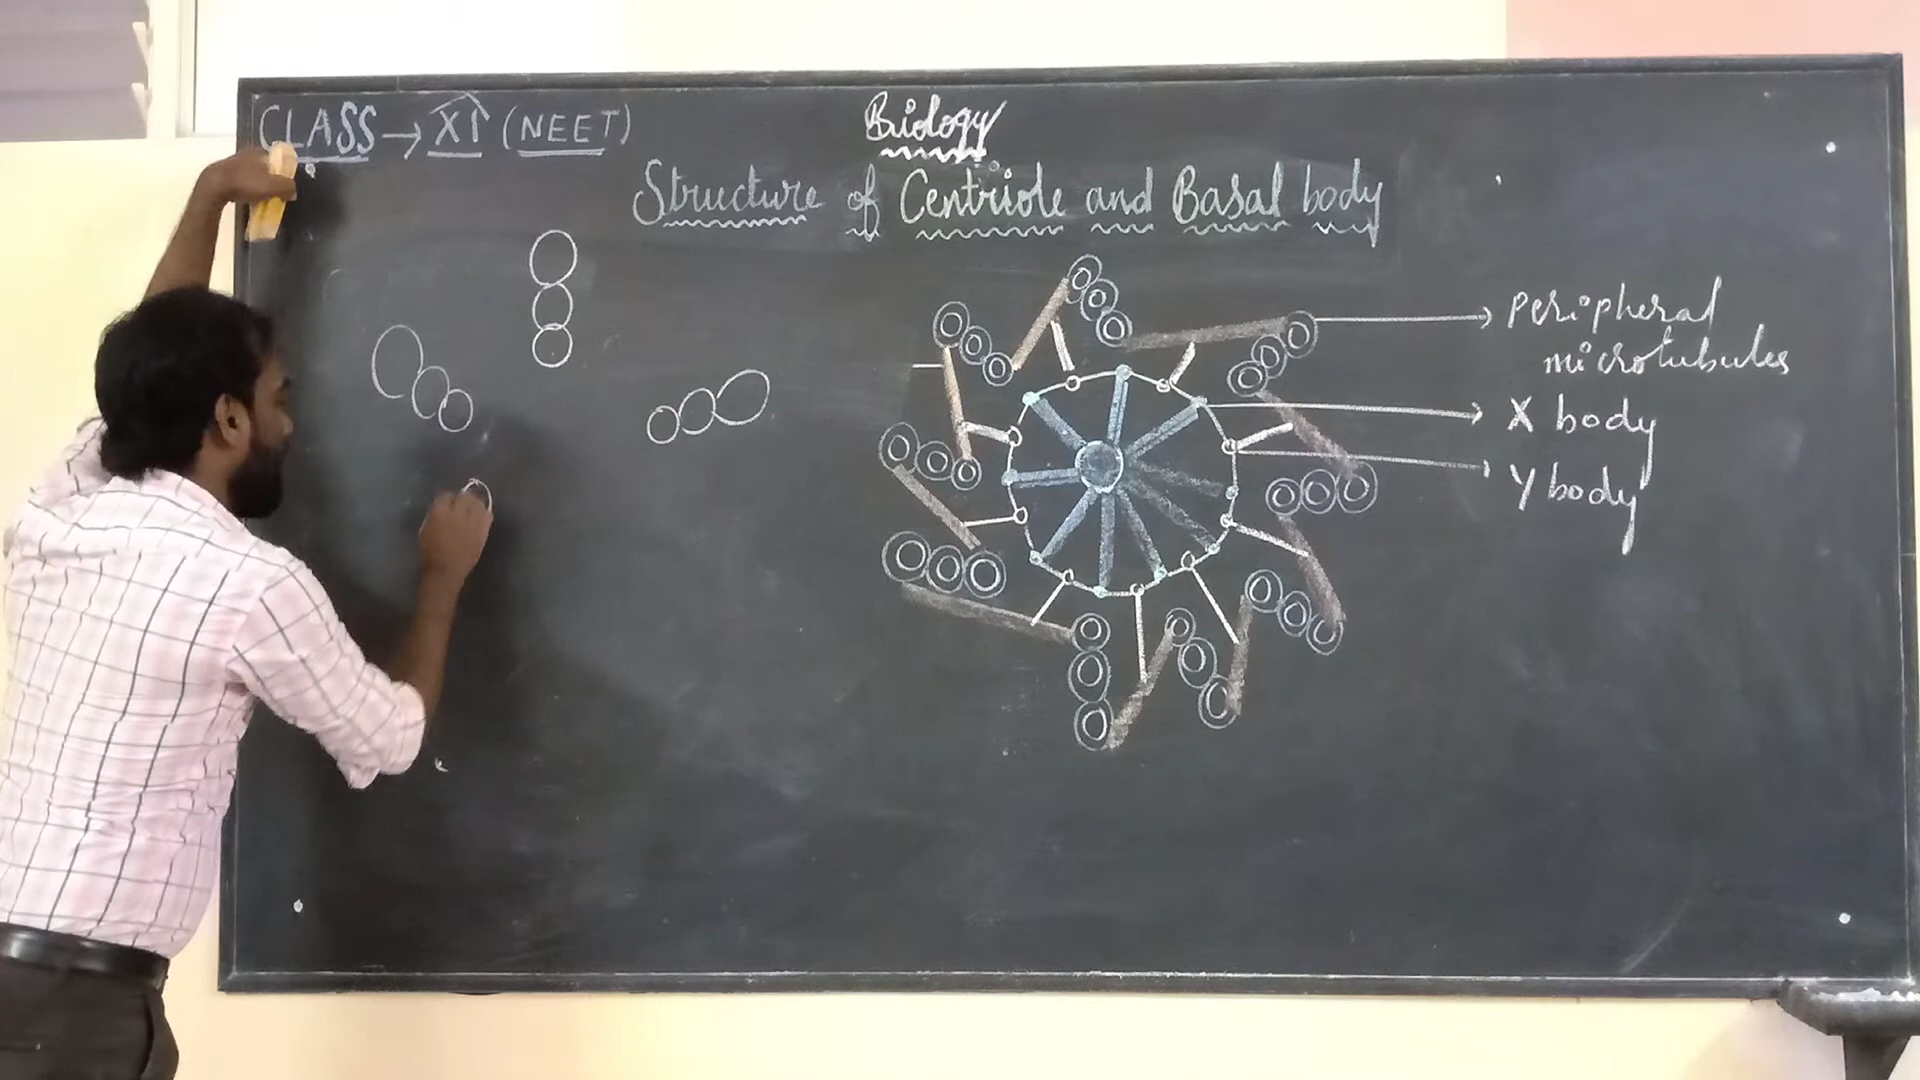 CLASS → XI (NEET)
Biology
Structure of Centriole and Basal body
Peripheral
microtubules
X body
Y body